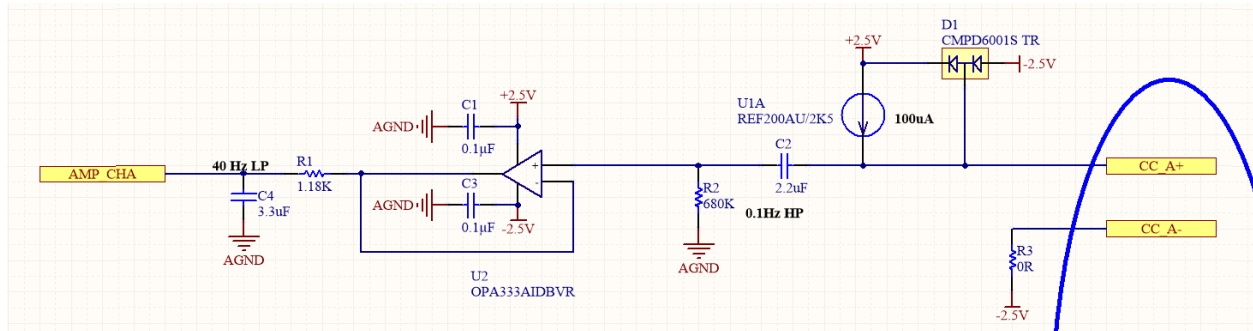 D1
CMPD6001S TR
+2.5V
-2.5V
U1A
REF200AU/2K5
100uA
+2.5V
C1
AGND
0.1µF
C2
2.2uF
CC_A+
40 Hz LP
R1
1.18K
AMP_CHA
+
-
R2
680K
0.1Hz HP
C4
3.3uF
C3
AGND
0.1µF
-2.5V
CC_A-
R3
0R
AGND
AGND
U2
OPA333AIDBVR
-2.5V